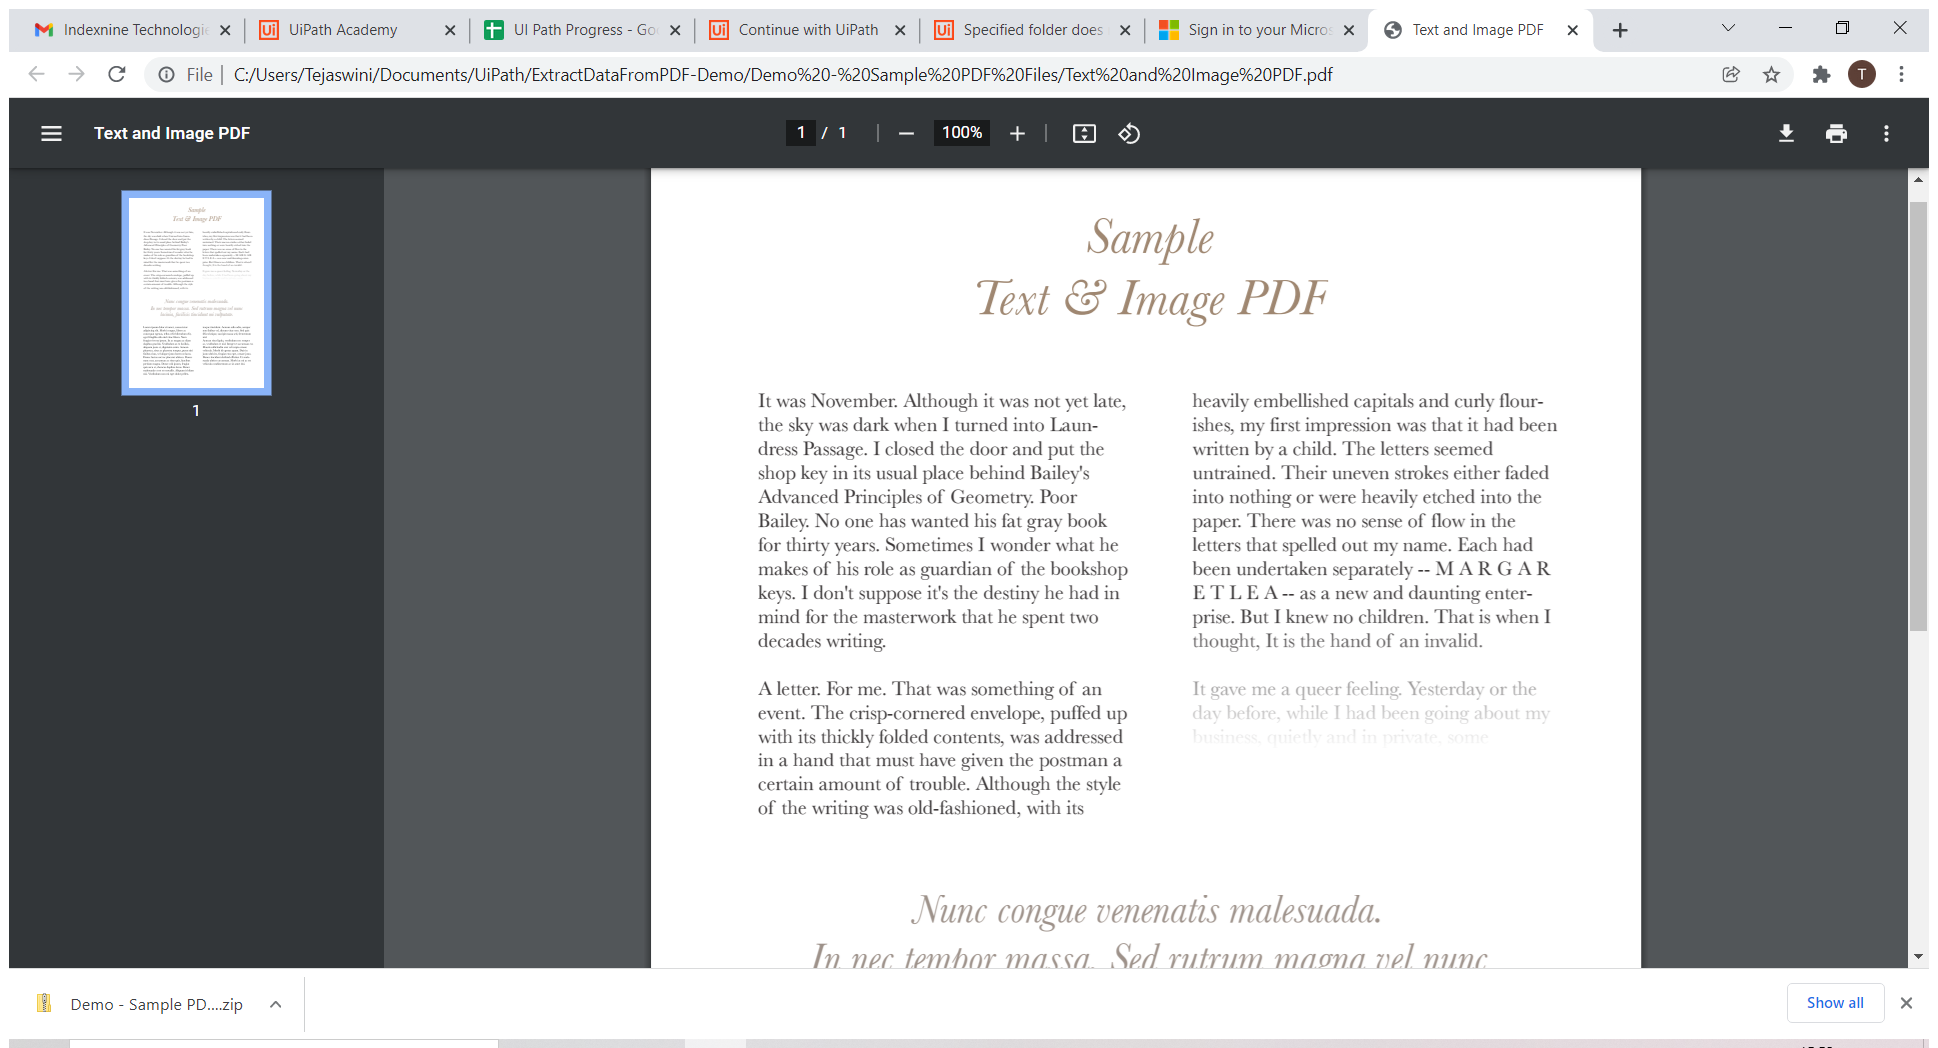 Indexnine Technologie
UiPath Academy
UI Path Progress - Goo
Continue with UiPath
Specified folder does
Sign in to your Micros
Text and Image PDF
File
C:/Users/Tejaswini/Documents/UiPath/ExtractDataFromPDF-Demo/Demo%20-%20Sample%20PDF%20Files/Text%20and%20Image%20PDF.pdf
T
Text and Image PDF
1 / 1
100%
1
Sample
Text & Image PDF
It was November. Although it was not yet late,
the sky was dark when I turned into Laun-
dress Passage. I closed the door and put the
shop key in its usual place behind Bailey's
Advanced Principles of Geometry. Poor
Bailey. No one has wanted his fat gray book
for thirty years. Sometimes I wonder what he
makes of his role as guardian of the bookshop
keys. I don't suppose it's the destiny he had in
mind for the masterwork that he spent two
decades writing.
A letter. For me. That was something of an
event. The crisp-cornered envelope, puffed up
with its thickly folded contents, was addressed
in a hand that must have given the postman a
certain amount of trouble. Although the style
of the writing was old-fashioned, with its
heavily embellished capitals and curly flour-
ishes, my first impression was that it had been
written by a child. The letters seemed
untrained. Their uneven strokes either faded
into nothing or were heavily etched into the
paper. There was no sense of flow in the
letters that spelled out my name. Each had
been undertaken separately -- M A R G A R
E T L E A -- as a new and daunting enter-
prise. But I knew no children. That is when I
thought, It is the hand of an invalid.
It gave me a queer feeling. Yesterday or the
day before, while I had been going about my
business, quietly and in private, some
Nunc congue venenatis malesuada.
In nec tempor massa. Sed rutrum magna vel nunc
Demo - Sample PD....zip
Show all